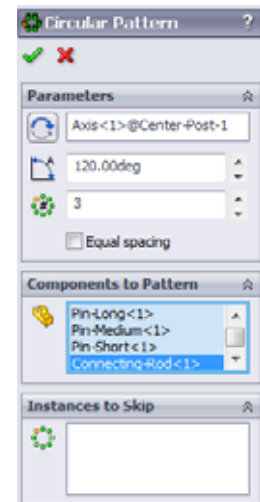 Circular Pattern ?
Parameters
Axis<1>@Center-Post-1
120.00deg
3
Equal spacing
Components to Pattern
Pin-Long<1>
Pin-Medium<1>
Pin-Short<1>
Connecting-Rod<1>
Instances to Skip